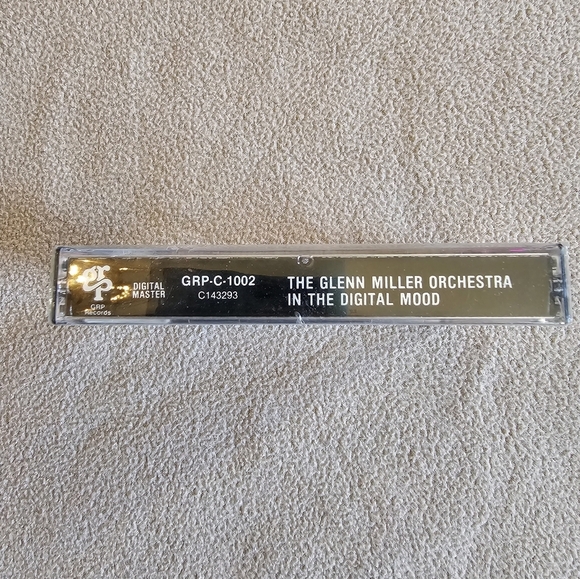 GRP
GRP
Records
DIGITAL
MASTER
GRP-C-1002
C143293
THE GLENN MILLER ORCHESTRA
IN THE DIGITAL MOOD